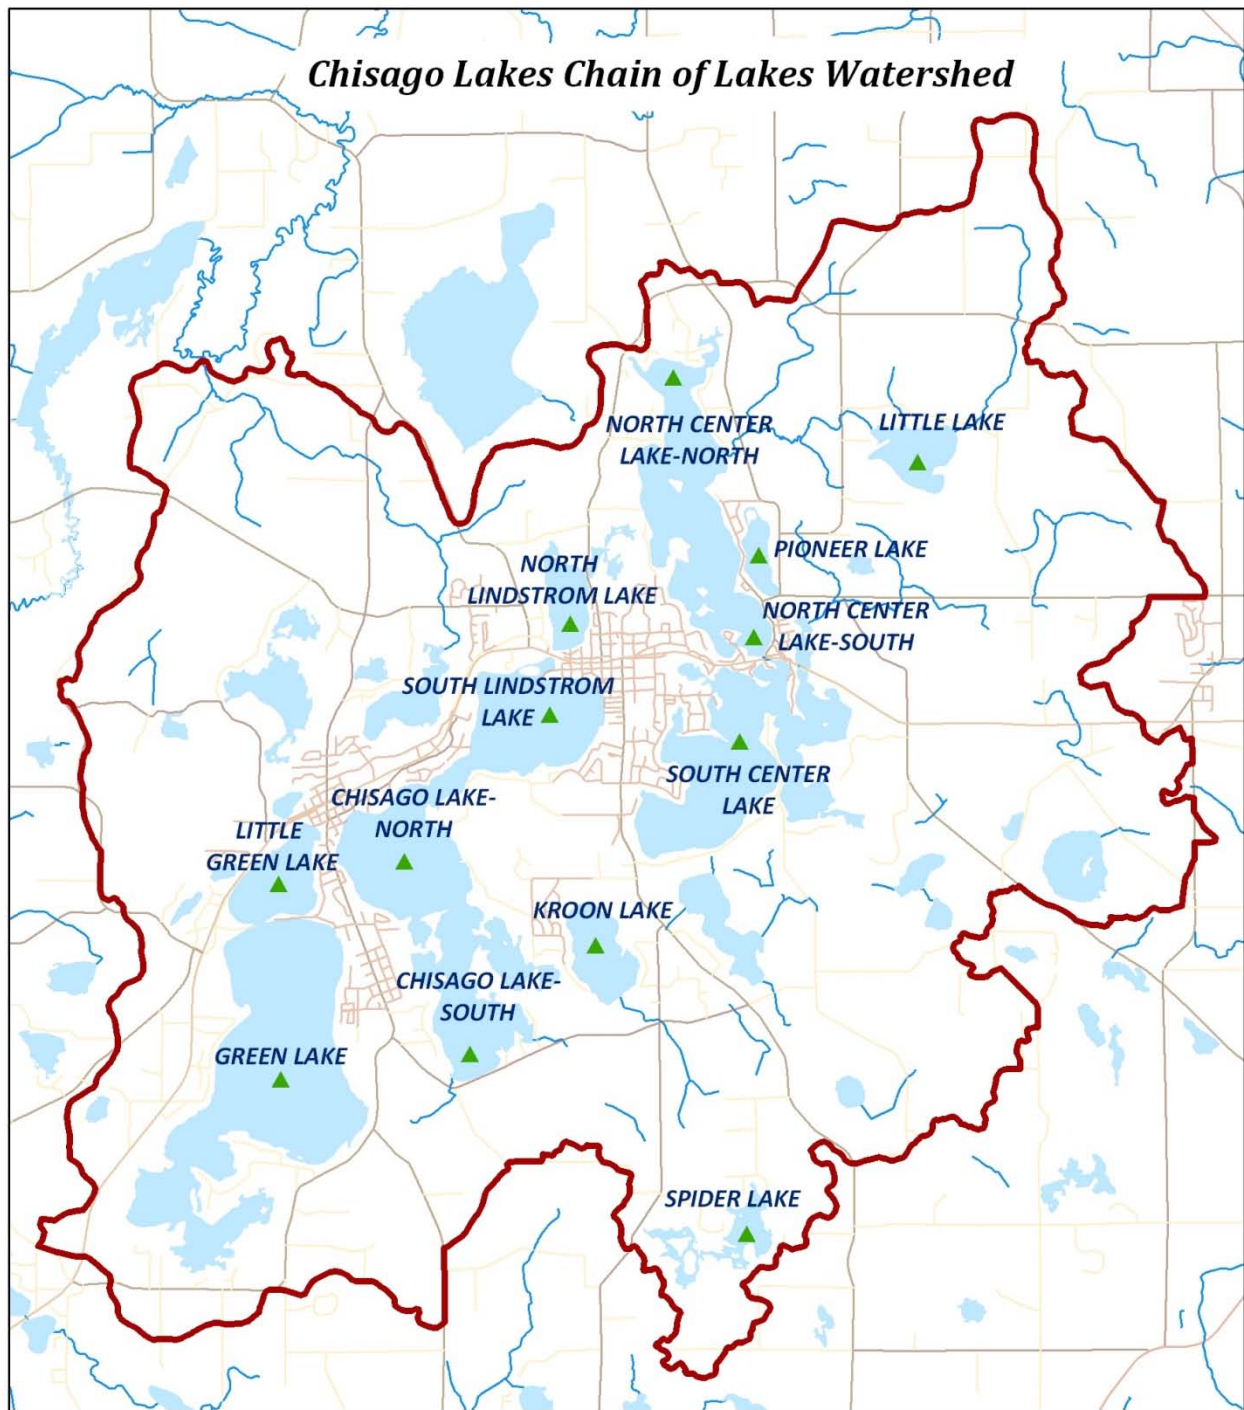 Chisago Lakes Chain of Lakes Watershed
NORTH CENTER
LAKE-NORTH
LITTLE LAKE
PIONEER LAKE
NORTH
LINDSTROM LAKE
NORTH CENTER
LAKE-SOUTH
SOUTH LINDSTROM
LAKE
SOUTH CENTER
LAKE
CHISAGO LAKE-
NORTH
LITTLE
GREEN LAKE
KROON LAKE
CHISAGO LAKE-
SOUTH
GREEN LAKE
SPIDER LAKE